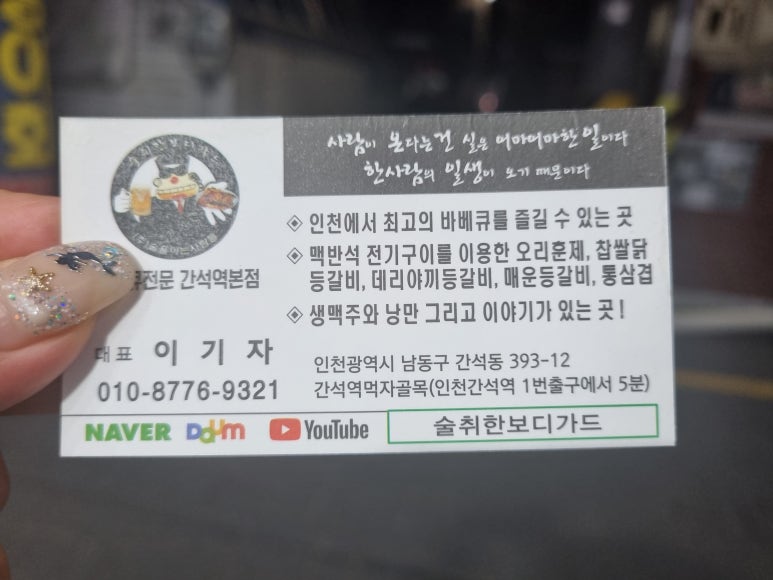 사람이 온다는건 실은 어마어마한 일이다
한사람의 일생이 오기 때문이다
인천에서 최고의 바베큐를 즐길 수 있는 곳
맥반석 전기구이를 이용한 오리훈제, 찹쌀닭
등갈비, 데리야끼등갈비, 매운등갈비, 통삼겹
생맥주와 낭만 그리고 이야기가 있는 곳!
전문 간석역본점
대표 이기자
010-8776-9321
인천광역시 남동구 간석동 393-12
간석역먹자골목(인천간석역 1번출구에서 5분)
NAVER Daum YouTube 술취한보디가드